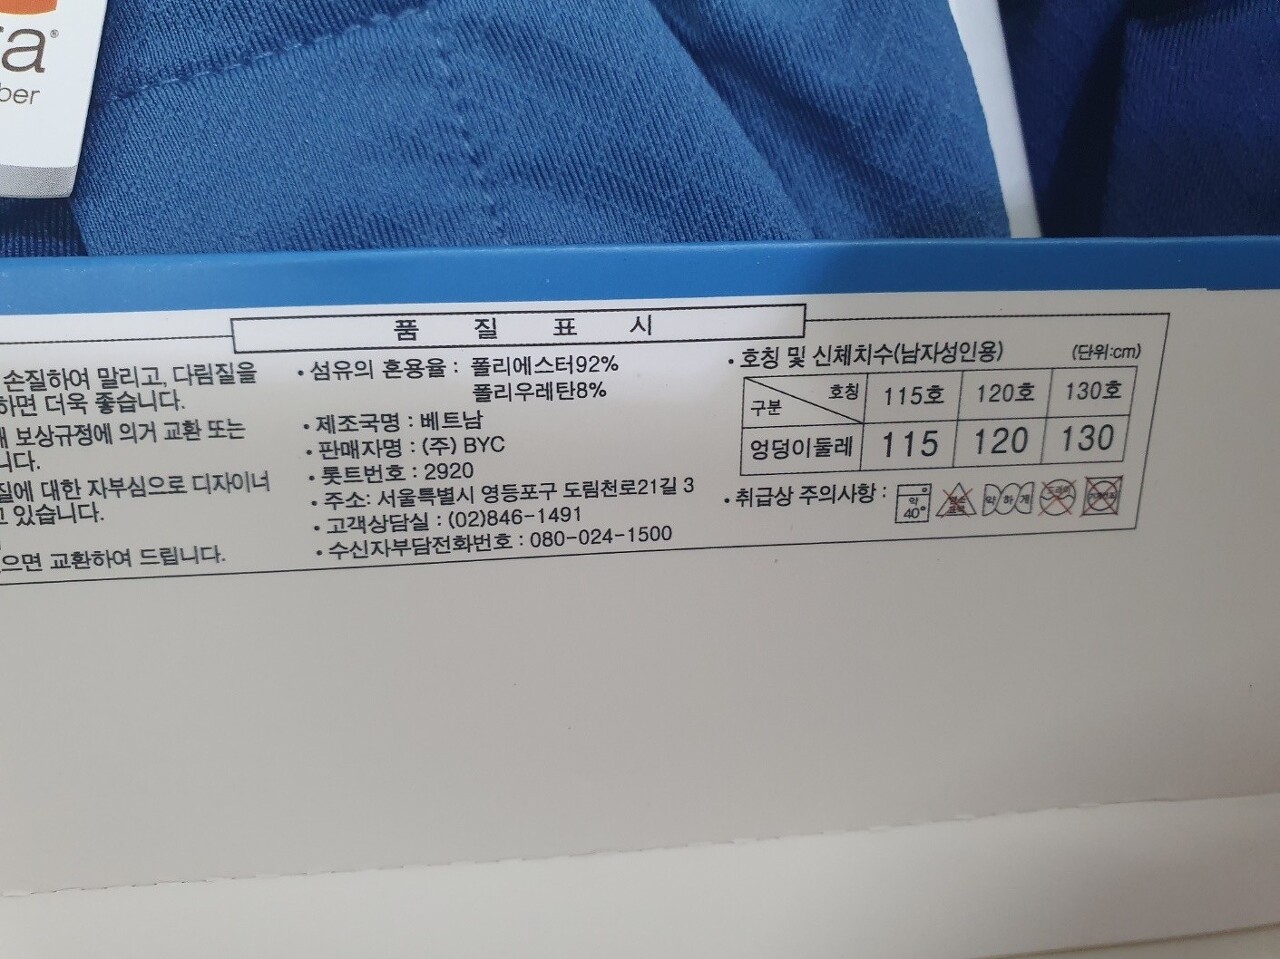 ra®
ber
품 질 표 시
손질하여 말리고, 다림질을
하면 더욱 좋습니다.
보상규정에 의거 교환 또는
니다.
질에 대한 자부심으로 디자이너
고 있습니다.
으면 교환하여 드립니다.
• 섬유의 혼용율 : 폴리에스터92%
폴리우레탄8%
• 제조국명 : 베트남
• 판매자명 : (주) BYC
• 롯트번호 : 2920
• 주소: 서울특별시 영등포구 도림천로21길 3
• 고객상담실 : (02)846-1491
• 수신자부담전화번호 : 080-024-1500
• 호칭 및 신체치수(남자성인용) (단위:cm)
구분 호칭 115호 120호 130호
엉덩이둘레 115 120 130
• 취급상 주의사항 : 약 40° 염소 표백 약 하 게 드라이